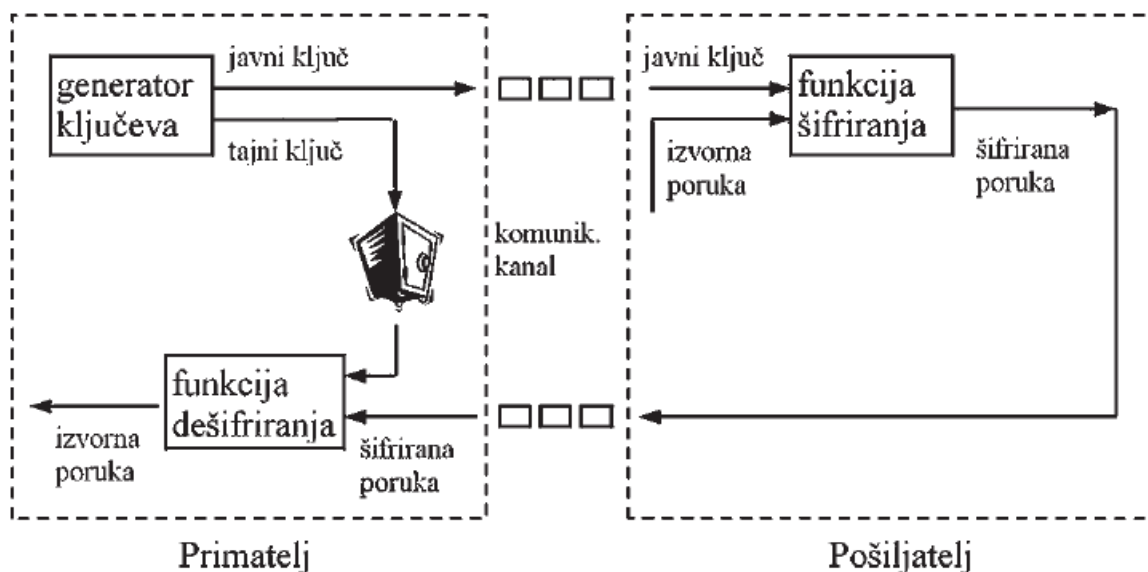 javni ključ
generator
ključeva
tajni ključ
komunik.
kanal
funkcija
dešifriranja
izvorna
poruka
šifrirana
poruka
Primatelj
javni ključ
funkcija
šifriranja
izvorna
poruka
šifrirana
poruka
Pošiljatelj